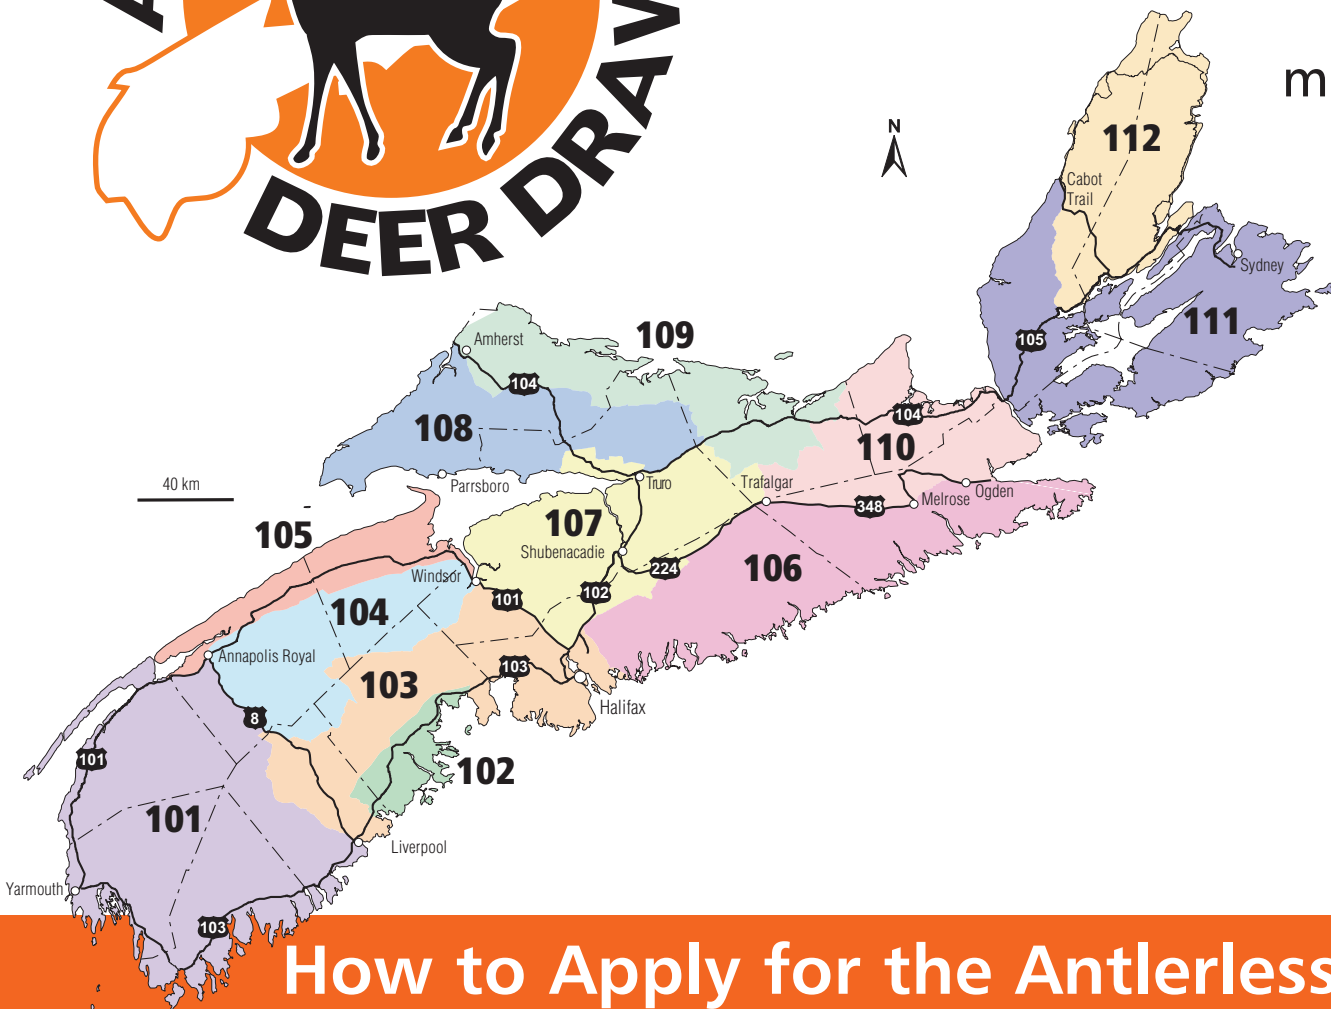 DEER DRAW
m
N
112
Cabot
Trail
Sydney
111
105
109
Amherst
104
108
104
110
40 km
Parrsboro
Truro
Trafalgar
Ogden
Melrose
348
105
107
Shubenacadie
106
224
Windsor
102
101
104
Annapolis Royal
103
103
Halifax
8
101
102
101
Liverpool
Yarmouth
103
How to Apply for the Antlerless